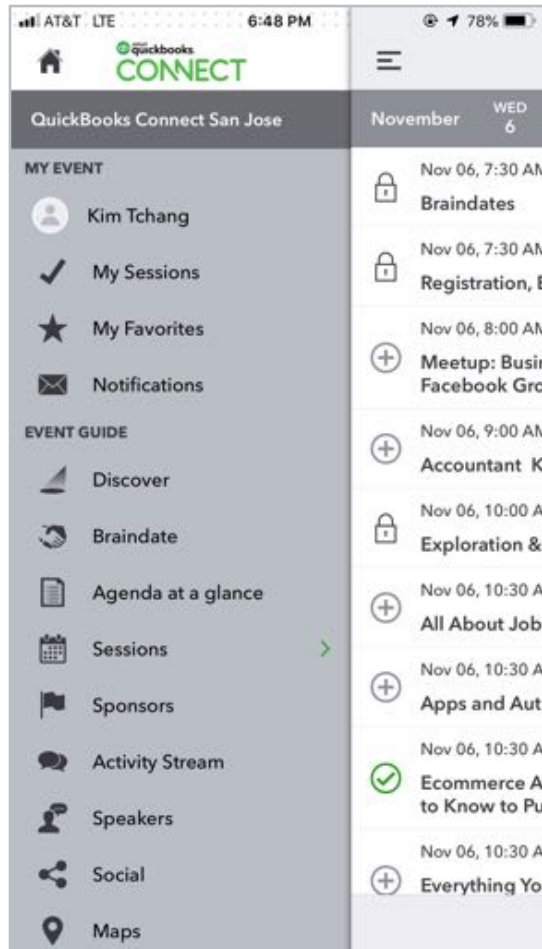 AT&T LTE 6:48 PM 78%
quickbooks
CONNECT
QuickBooks Connect San Jose
MY EVENT
Kim Tchang
My Sessions
My Favorites
Notifications
EVENT GUIDE
Discover
Braindate
Agenda at a glance
Sessions
Sponsors
Activity Stream
Speakers
Social
Maps
November WED
6
Nov 06, 7:30 AM
Braindates
Nov 06, 7:30 AM
Registration,
Nov 06, 8:00 AM
Meetup:
Facebook
Nov 06, 9:00 AM
Accountant
Nov 06, 10:00 A
Exploration &
Nov 06, 10:30 A
All About Job
Nov 06, 10:30 A
Apps and Aut
Nov 06, 10:30 A
Ecommerce A
to Know to Pu
Nov 06, 10:30 A
Everything Yo